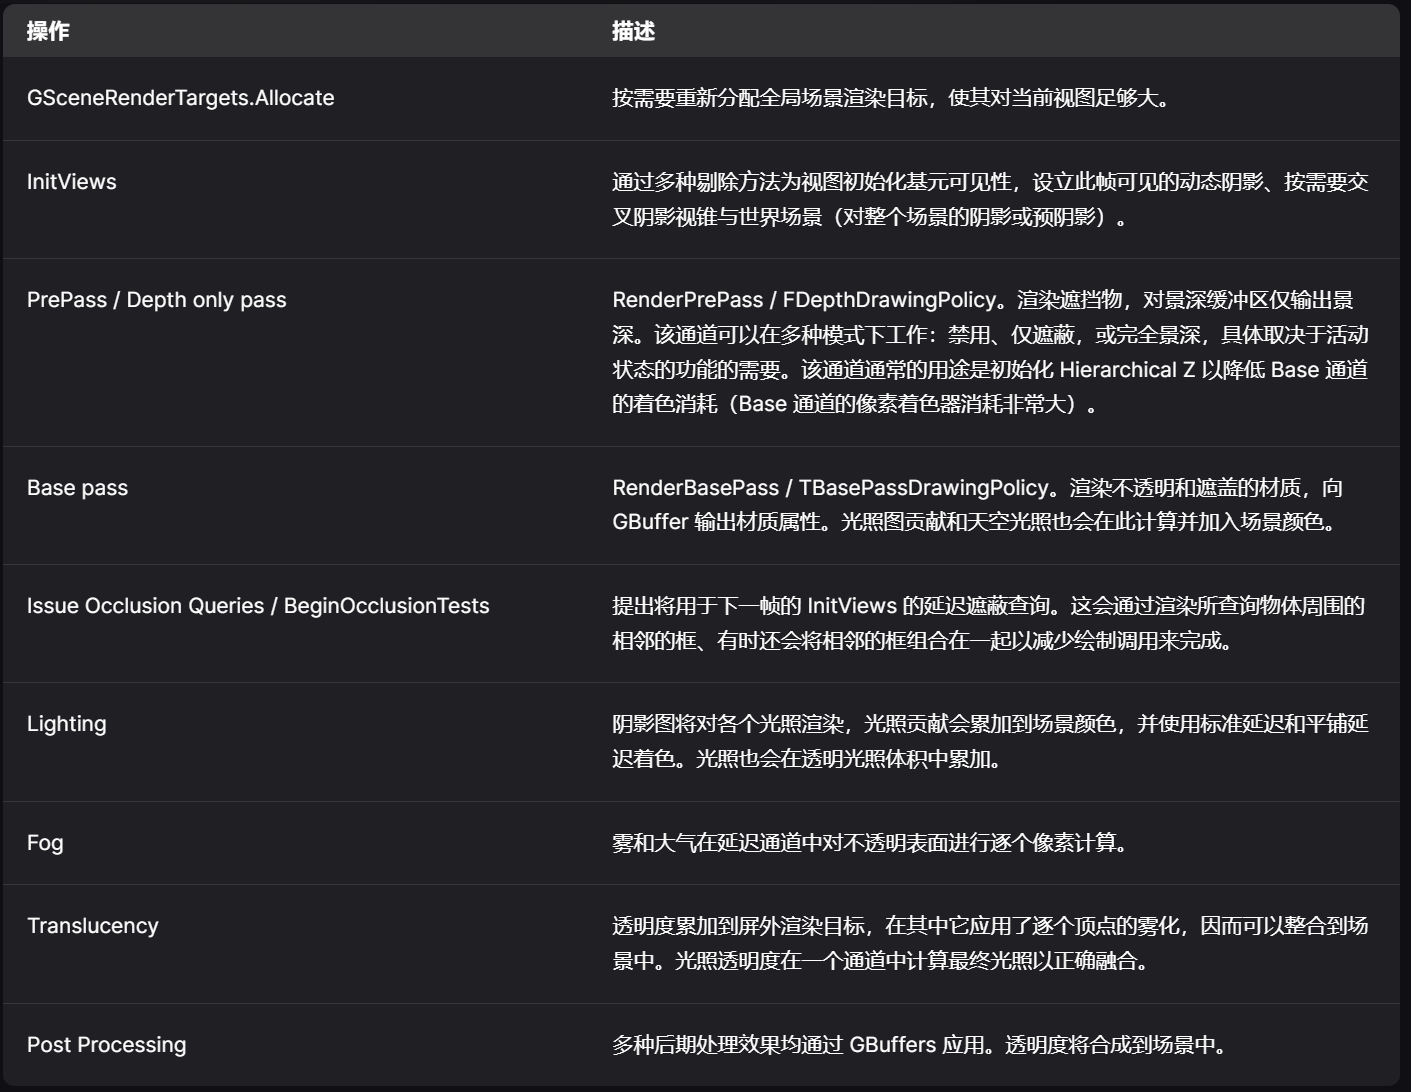 操作
描述
GSceneRenderTargets.Allocate
按需要重新分配全局场景渲染目标，使其对当前视图足够大。
InitViews
通过多种剔除方法为视图初始化基元可见性，设立此帧可见的动态阴影、按需要交
叉阴影视锥与世界场景（对整个场景的阴影或预阴影）。
PrePass / Depth only pass
RenderPrePass / FDepthDrawingPolicy。渲染遮挡物，对景深缓冲区仅输出景
深。该通道可以在多种模式下工作：禁用、仅遮蔽，或完全景深，具体取决于活动
状态的功能的需要。该通道通常的用途是初始化 Hierarchical Z 以降低 Base 通道
的着色消耗（Base 通道的像素着色器消耗非常大）。
Base pass
RenderBasePass / TBasePassDrawingPolicy。渲染不透明和遮盖的材质，向
GBuffer 输出材质属性。光照图贡献和天空光照也会在此计算并加入场景颜色。
Issue Occlusion Queries / BeginOcclusionTests
提出将用于下一帧的 InitViews 的延迟遮蔽查询。这会通过渲染所查询物体周围的
相邻的框、有时还会将相邻的框组合在一起以减少绘制调用来完成。
Lighting
阴影图将对各个光照渲染，光照贡献会累加到场景颜色，并使用标准延迟和平铺延
迟着色。光照也会在透明光照体积中累加。
Fog
雾和大气在延迟通道中对不透明表面进行逐个像素计算。
Translucency
透明度累加到屏外渲染目标，在其中它应用了逐个顶点的雾化，因而可以整合到场
景中。光照透明度在一个通道中计算最终光照以正确融合。
Post Processing
多种后期处理效果均通过 GBuffers 应用。透明度将合成到场景中。